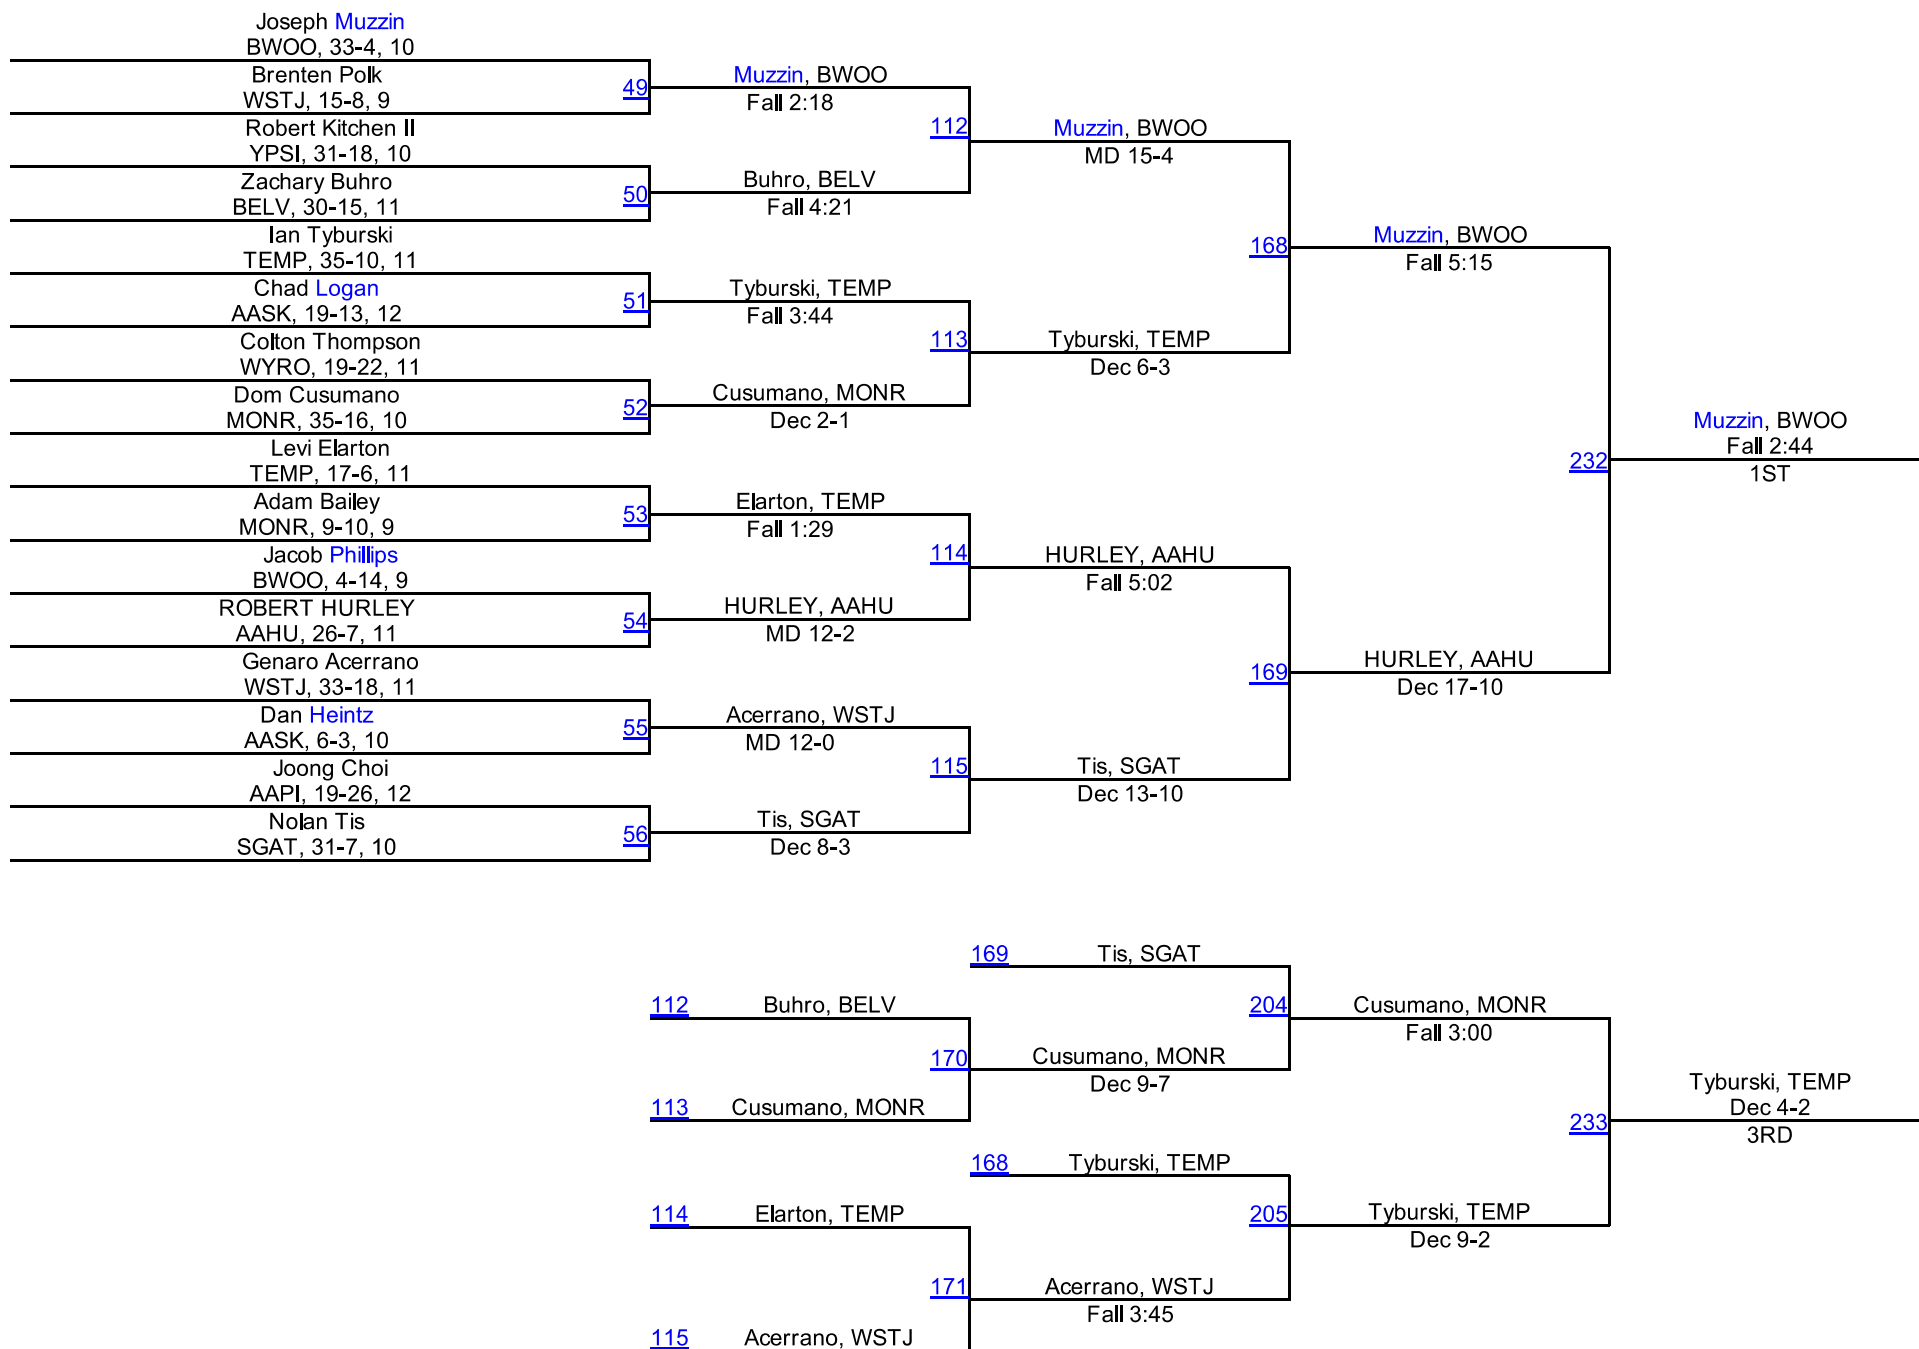 Joseph Muzzin
BWOO, 33-4, 10
Brenten Polk
WSTJ, 15-8, 9
49
Robert Kitchen II
YPSI, 31-18, 10
Zachary Buhro
BELV, 30-15, 11
50
Ian Tyburski
TEMP, 35-10, 11
Chad Logan
AASK, 19-13, 12
51
Colton Thompson
WYRO, 19-22, 11
Dom Cusumano
MONR, 35-16, 10
52
Levi Elarton
TEMP, 17-6, 11
Adam Bailey
MONR, 9-10, 9
53
Jacob Phillips
BWOO, 4-14, 9
ROBERT HURLEY
AAHU, 26-7, 11
54
Genaro Acerrano
WSTJ, 33-18, 11
Dan Heintz
AASK, 6-3, 10
55
Joong Choi
AAPI, 19-26, 12
Nolan Tis
SGAT, 31-7, 10
56
Muzzin, BWOO
Fall 2:18
112
Buhro, BELV
Fall 4:21
Tyburski, TEMP
Fall 3:44
113
Cusumano, MONR
Dec 2-1
Elarton, TEMP
Fall 1:29
114
HURLEY, AAHU
MD 12-2
Acerrano, WSTJ
MD 12-0
115
Tis, SGAT
Dec 8-3
Muzzin, BWOO
MD 15-4
168
Tyburski, TEMP
Dec 6-3
HURLEY, AAHU
Fall 5:02
169
Tis, SGAT
Dec 13-10
Muzzin, BWOO
Fall 5:15
232
HURLEY, AAHU
Dec 17-10
Muzzin, BWOO
Fall 2:44
1ST
112 Buhro, BELV
170
113 Cusumano, MONR
114 Elarton, TEMP
171
115 Acerrano, WSTJ
169 Tis, SGAT
204
Cusumano, MONR
Dec 9-7
168 Tyburski, TEMP
205
Acerrano, WSTJ
Fall 3:45
Cusumano, MONR
Fall 3:00
233
Tyburski, TEMP
Dec 9-2
Tyburski, TEMP
Dec 4-2
3RD